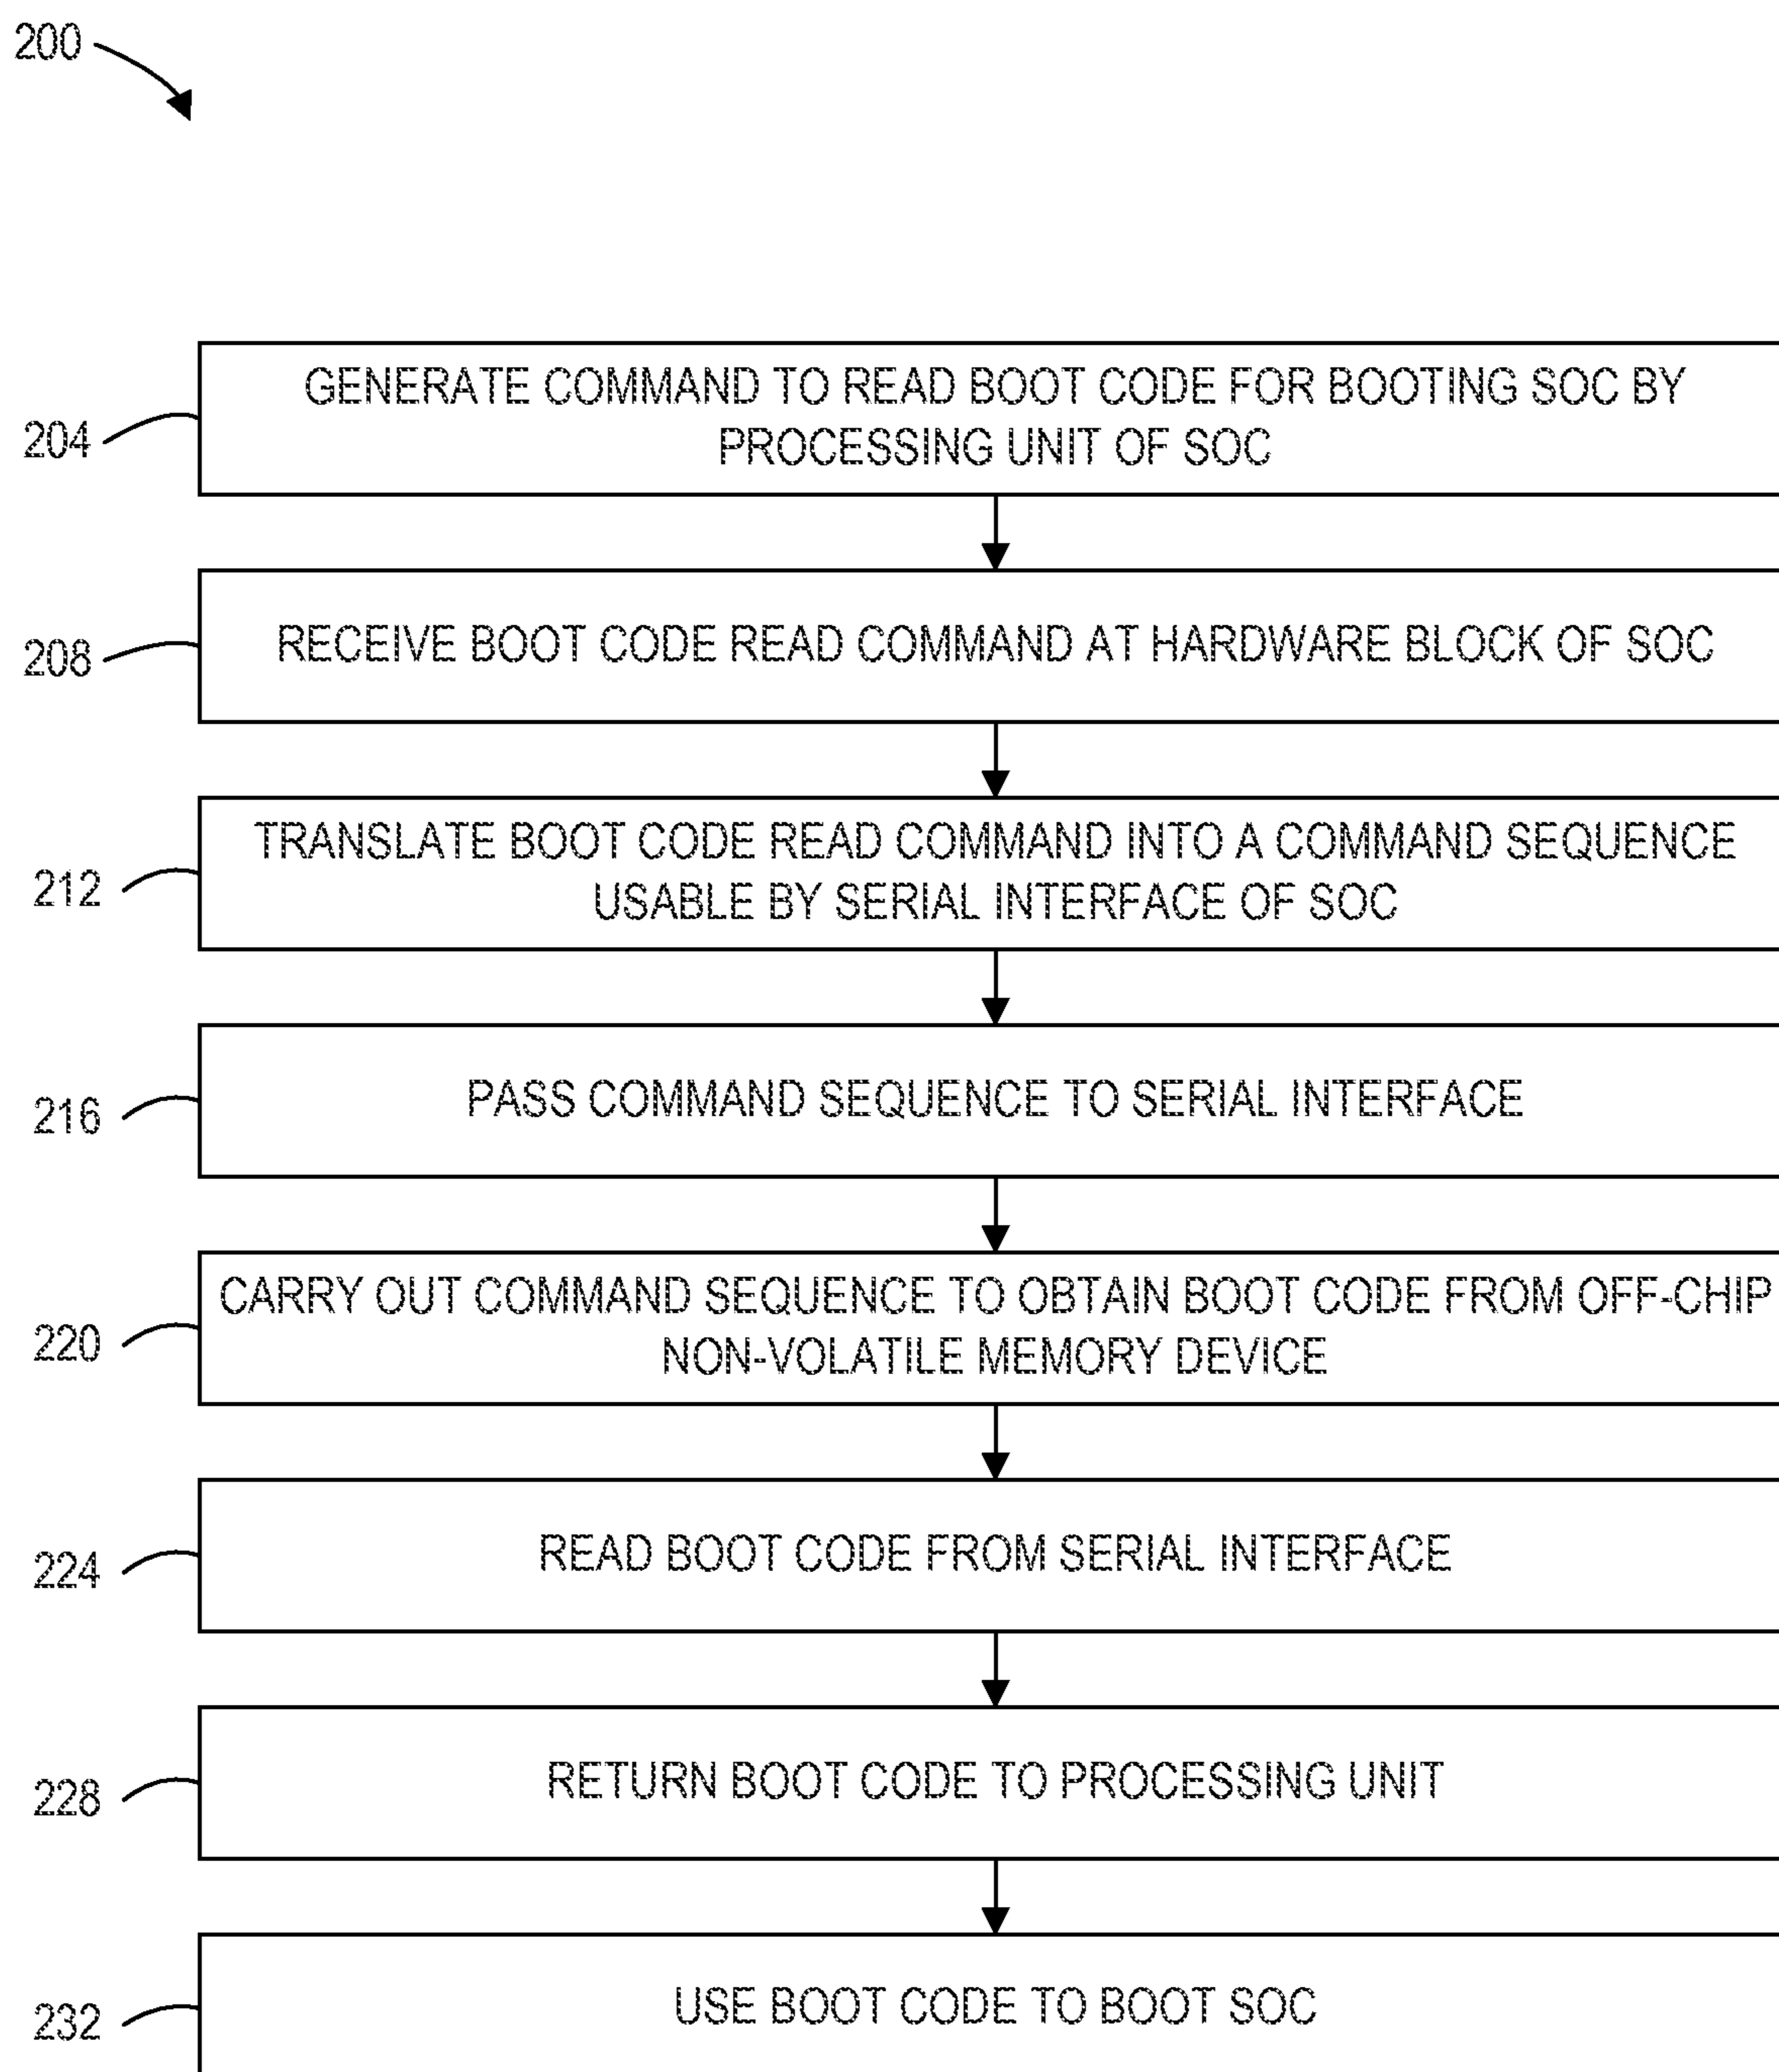 200
GENERATE COMMAND TO READ BOOT CODE FOR BOOTING SOC BY
PROCESSING UNIT OF SOC
204
RECEIVE BOOT CODE READ COMMAND AT HARDWARE BLOCK OF SOC
208
TRANSLATE BOOT CODE READ COMMAND INTO A COMMAND SEQUENCE
USABLE BY SERIAL INTERFACE OF SOC
212
PASS COMMAND SEQUENCE TO SERIAL INTERFACE
216
CARRY OUT COMMAND SEQUENCE TO OBTAIN BOOT CODE FROM OFF-CHIP
NON-VOLATILE MEMORY DEVICE
220
READ BOOT CODE FROM SERIAL INTERFACE
224
RETURN BOOT CODE TO PROCESSING UNIT
228
USE BOOT CODE TO BOOT SOC
232